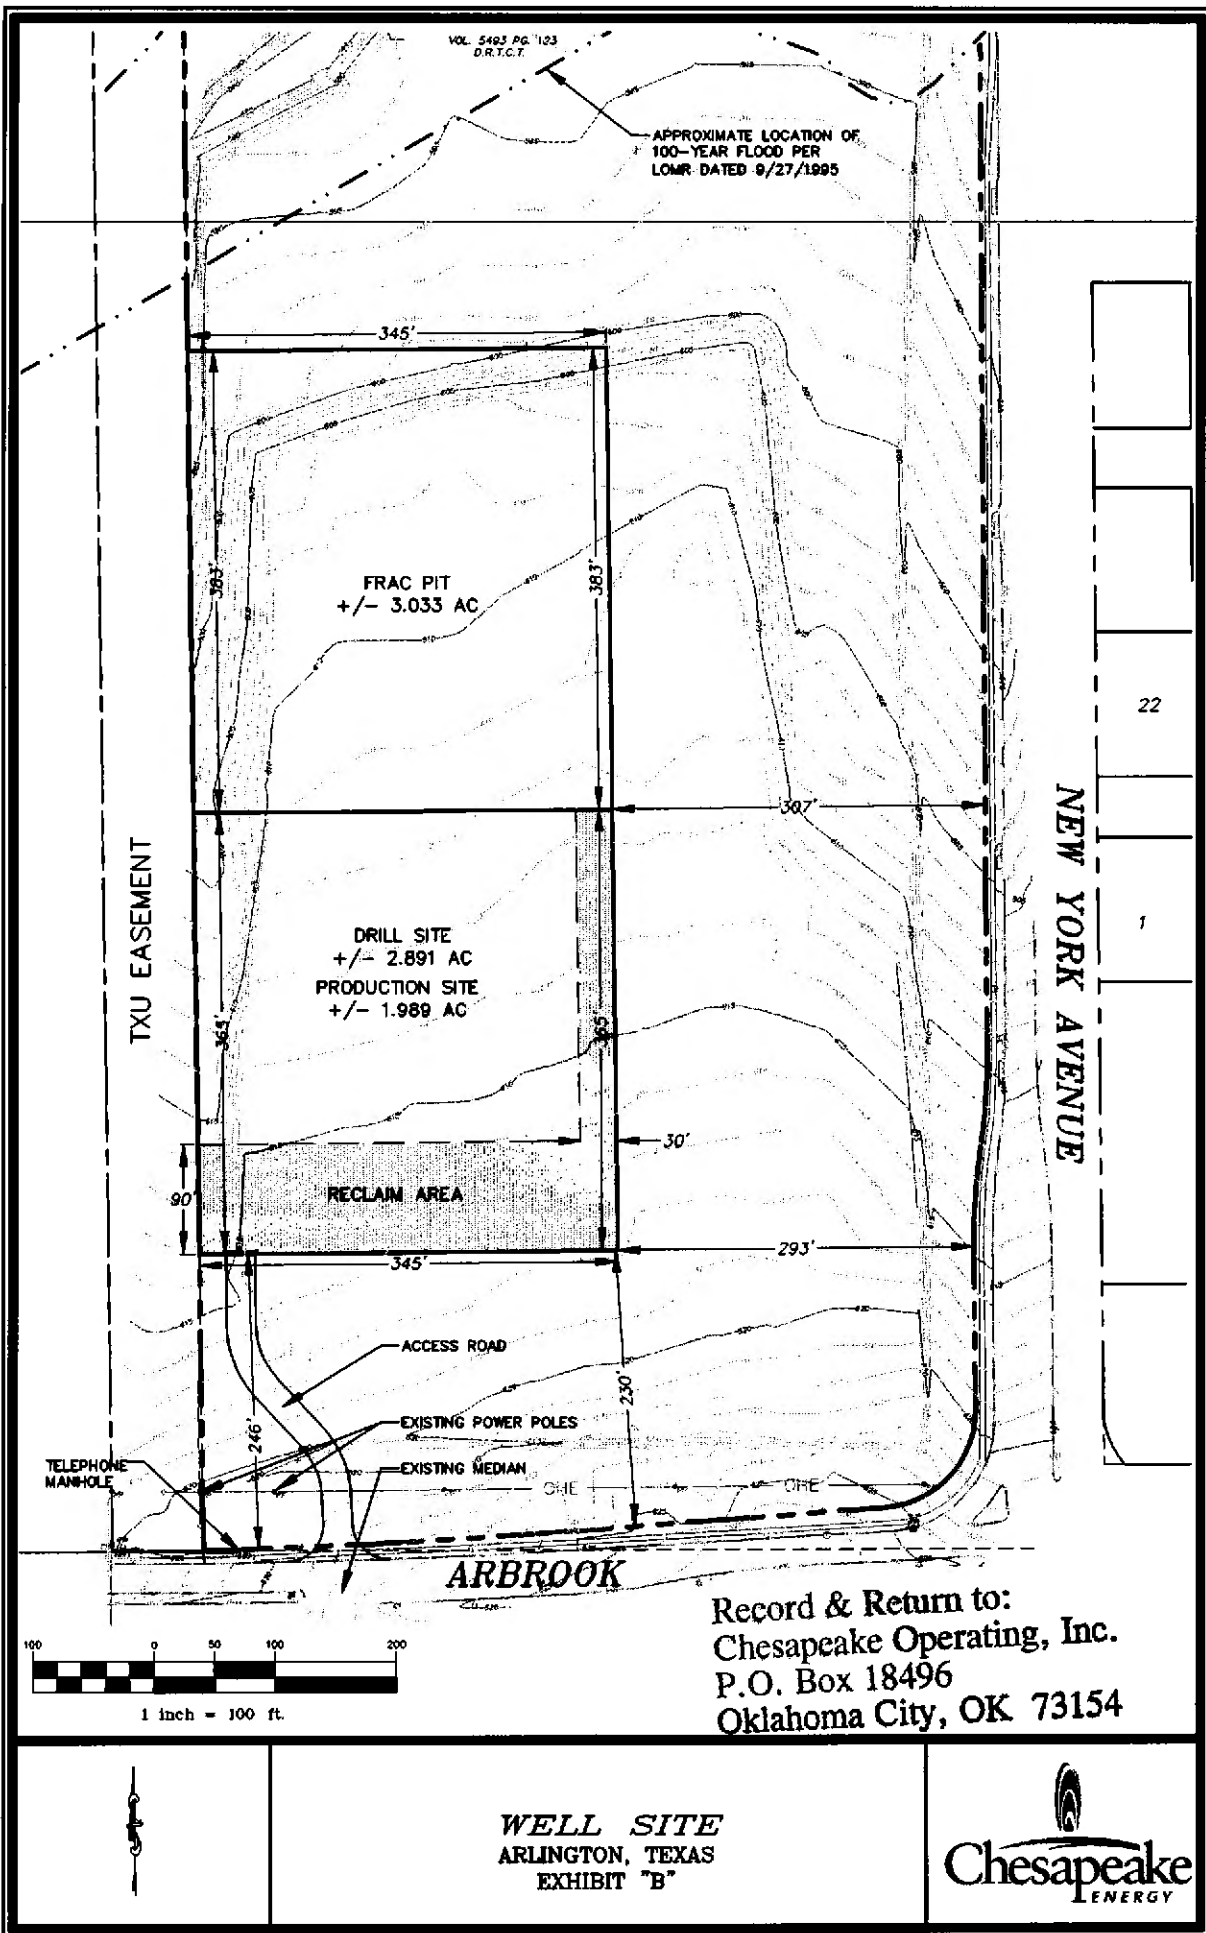 VOL. 5493 PG. 123
D.R.T.C.T.
APPROXIMATE LOCATION OF
100-YEAR FLOOD PER
LOMR DATED 9/27/1995
345'
383'
383'
FRAC PIT
+/- 3.033 AC
22
307'
NEW YORK AVENUE
TXU EASEMENT
DRILL SITE
+/- 2.891 AC
PRODUCTION SITE
+/- 1.989 AC
1
365'
365'
30'
90'
RECLAIM AREA
293'
345'
ACCESS ROAD
230'
246'
EXISTING POWER POLES
TELEPHONE
MANHOLE
EXISTING MEDIAN
OHE
OHE
ARBROOK
Record & Return to:
Chesapeake Operating, Inc.
P.O. Box 18496
Oklahoma City, OK 73154
100 0 50 100 200
1 inch = 100 ft.
WELL SITE
ARLINGTON, TEXAS
EXHIBIT "B"
Chesapeake
ENERGY